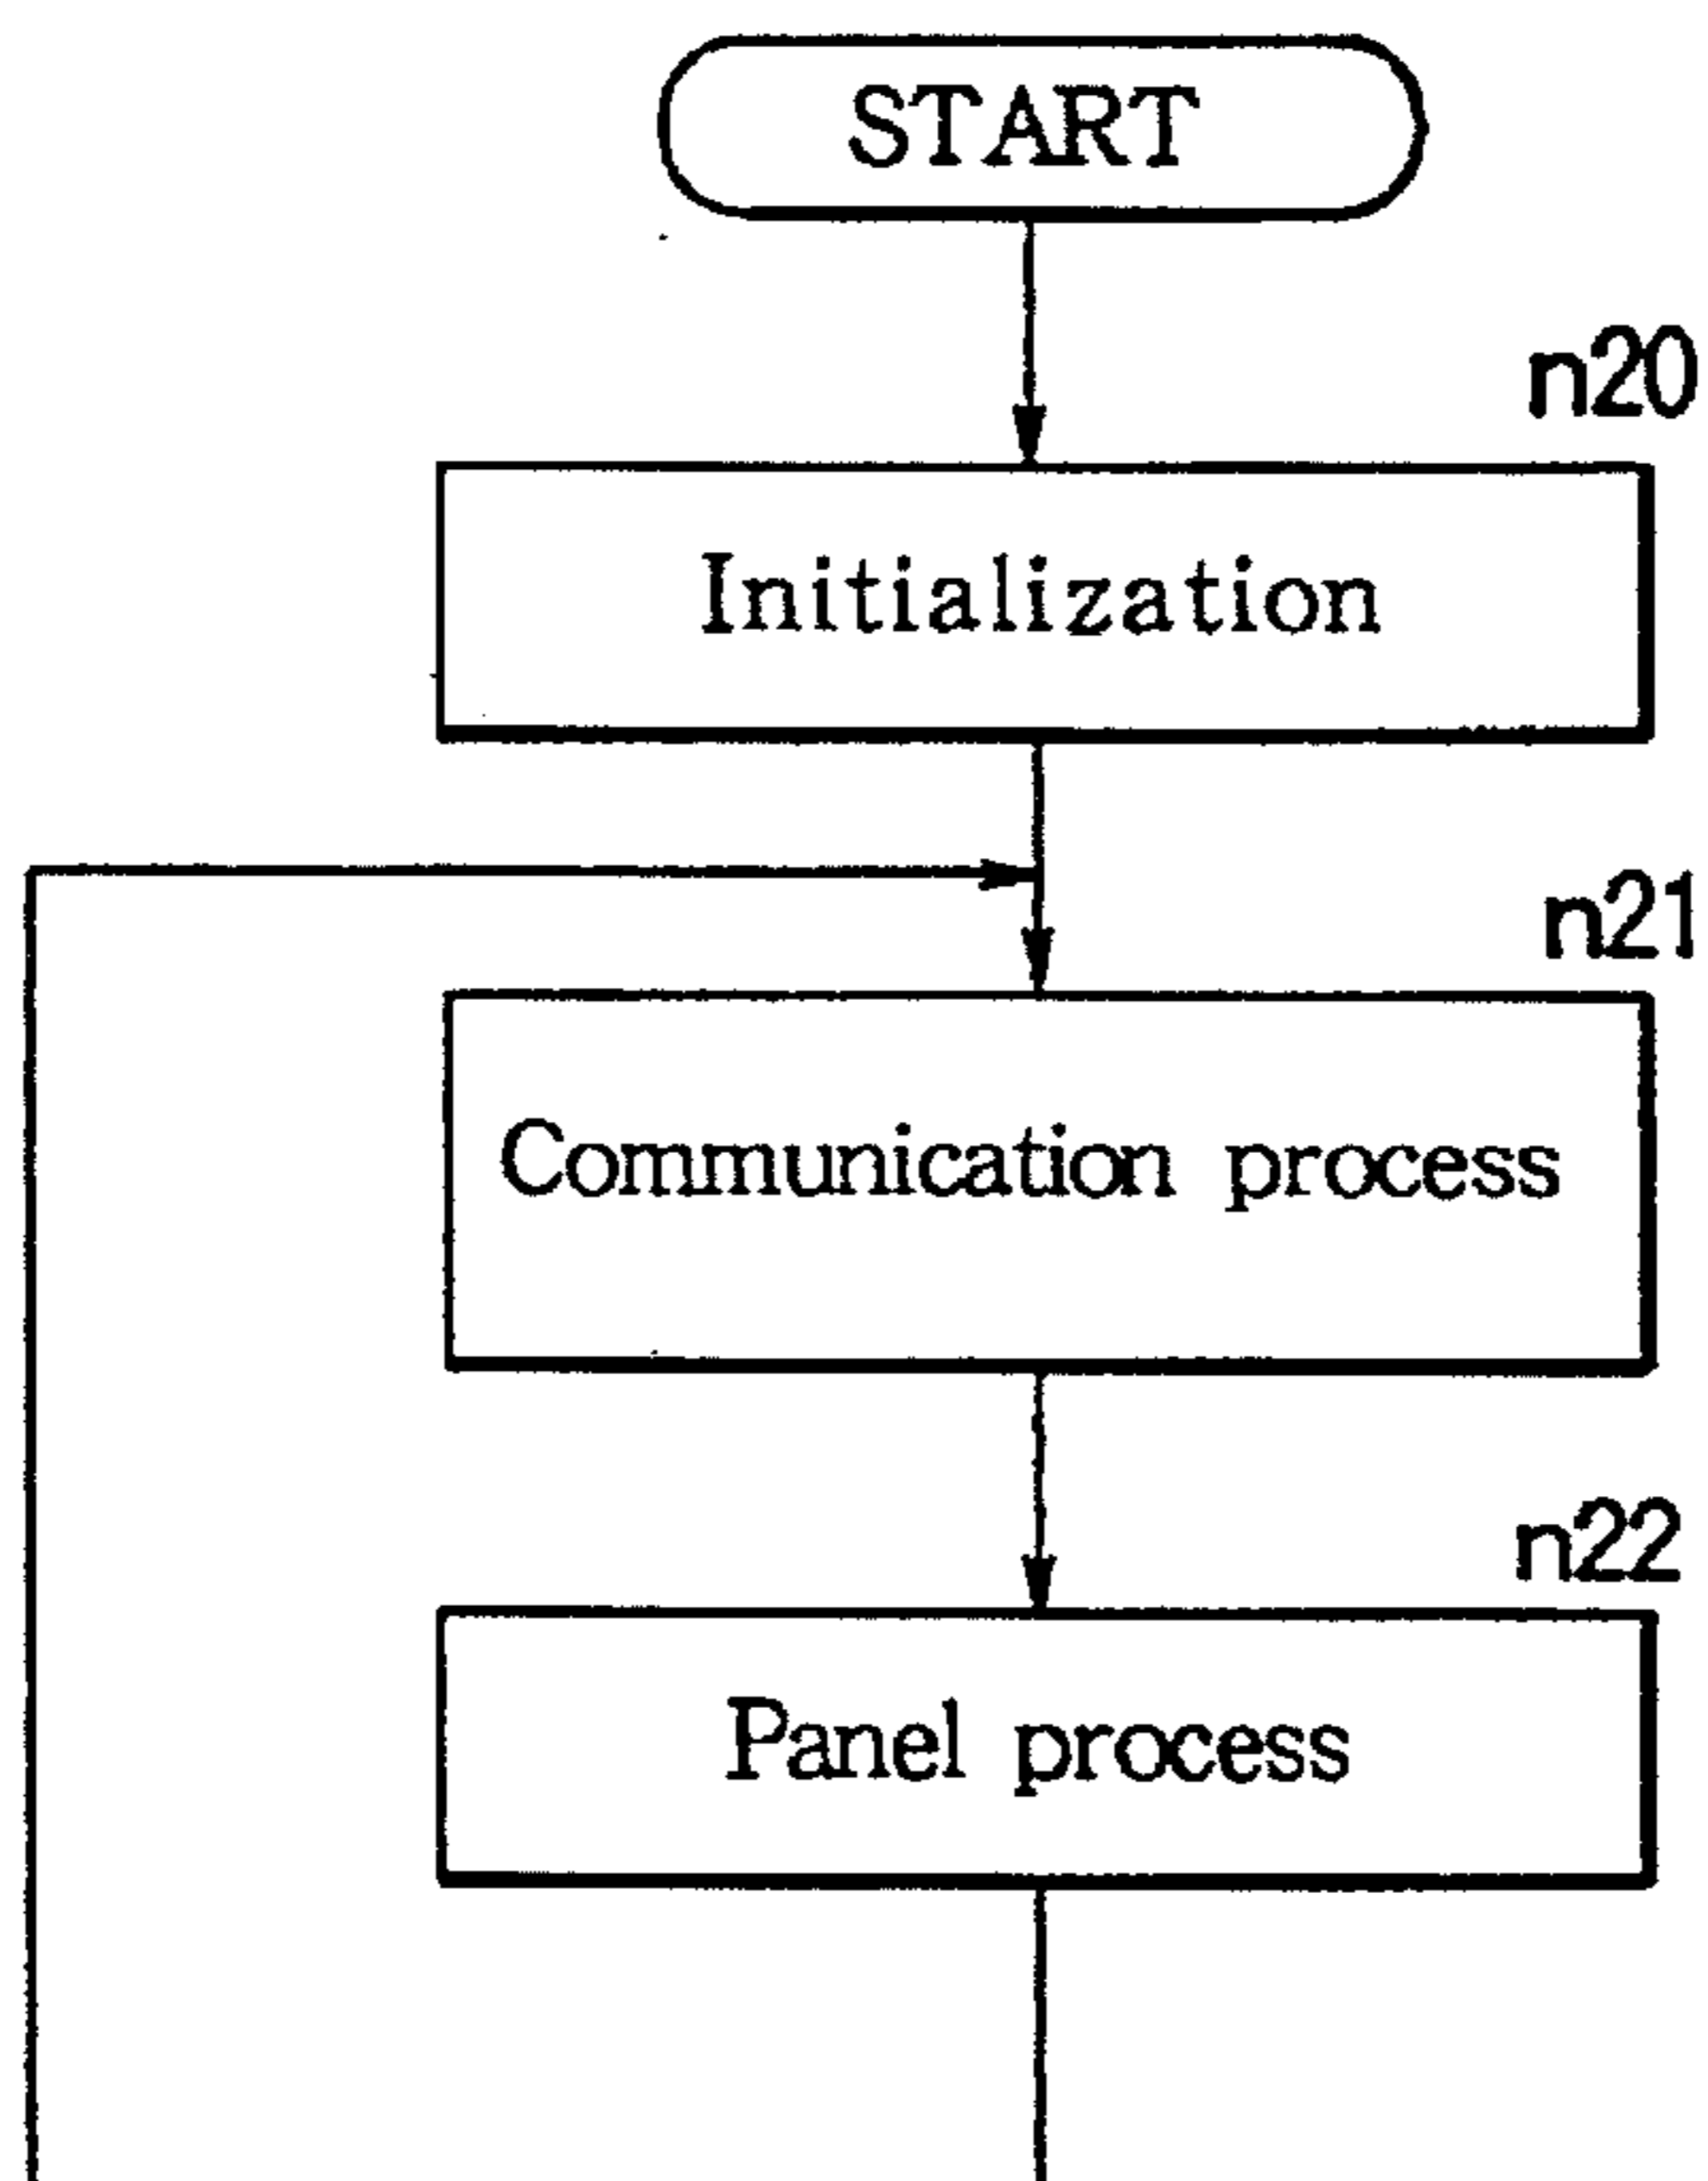 START
n20
Initialization
n21
Communication process
n22
Panel process